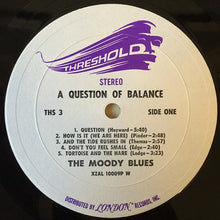 THRESHOLD
STEREO
A QUESTION OF BALANCE
THS 3
SIDE ONE
1. QUESTION (Hayward—5:40)
2. HOW IS IT (WE ARE HERE) (Pinder—2:48)
3. AND THE TIDE RUSHES IN (Thomas—2:57)
4. DON'T YOU FEEL SMALL (Edge—2:40)
5. TORTOISE AND THE HARE (Lodge—3:23)
THE MOODY BLUES
XZAL 10009P W
DISTRIBUTED BY LONDON RECORDS, INC.